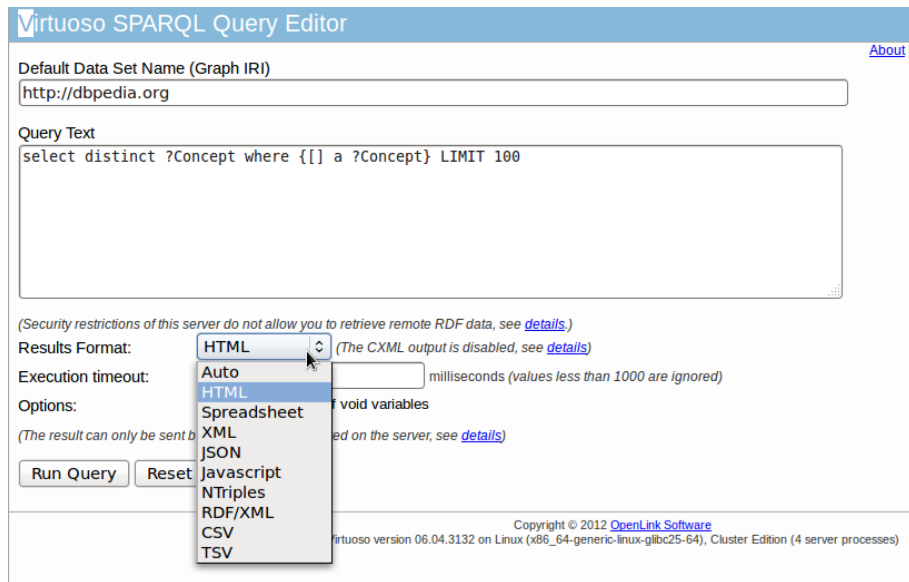 Virtuoso SPARQL Query Editor
About
Default Data Set Name (Graph IRI)
http://dbpedia.org
Query Text
select distinct ?Concept where {[] a ?Concept} LIMIT 100
(Security restrictions of this server do not allow you to retrieve remote RDF data, see details.)
Results Format: HTML (The CXML output is disabled, see details)
Auto
Execution timeout: milliseconds (values less than 1000 are ignored)
HTML
Options: void variables
Spreadsheet
XML
(The result can only be sent on the server, see details)
JSON
Run Query Reset
Javascript
NTriples
RDF/XML
CSV
TSV
Copyright © 2012 OpenLink Software
version 06.04.3132 on Linux (x86_64-generic-linux-glibc25-64), Cluster Edition (4 server processes)